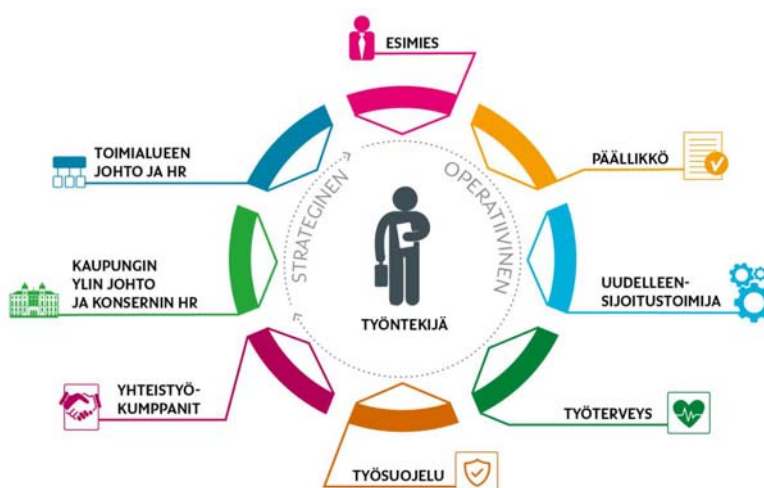 ESIMIES
PÄÄLLIKKÖ
UUDELLEEN-
SIJOITUSTOIMIJA
TYÖTERVEYS
TYÖSUOJELU
YHTEISTYÖ-
KUMPPANIT
KAUPUNGIN
YLIN JOHTO
JA KONSERNIN HR
TOIMIALUEEN
JOHTO JA HR
STRATEGINEN
OPERATIIVINEN
TYÖNTEKIJÄ